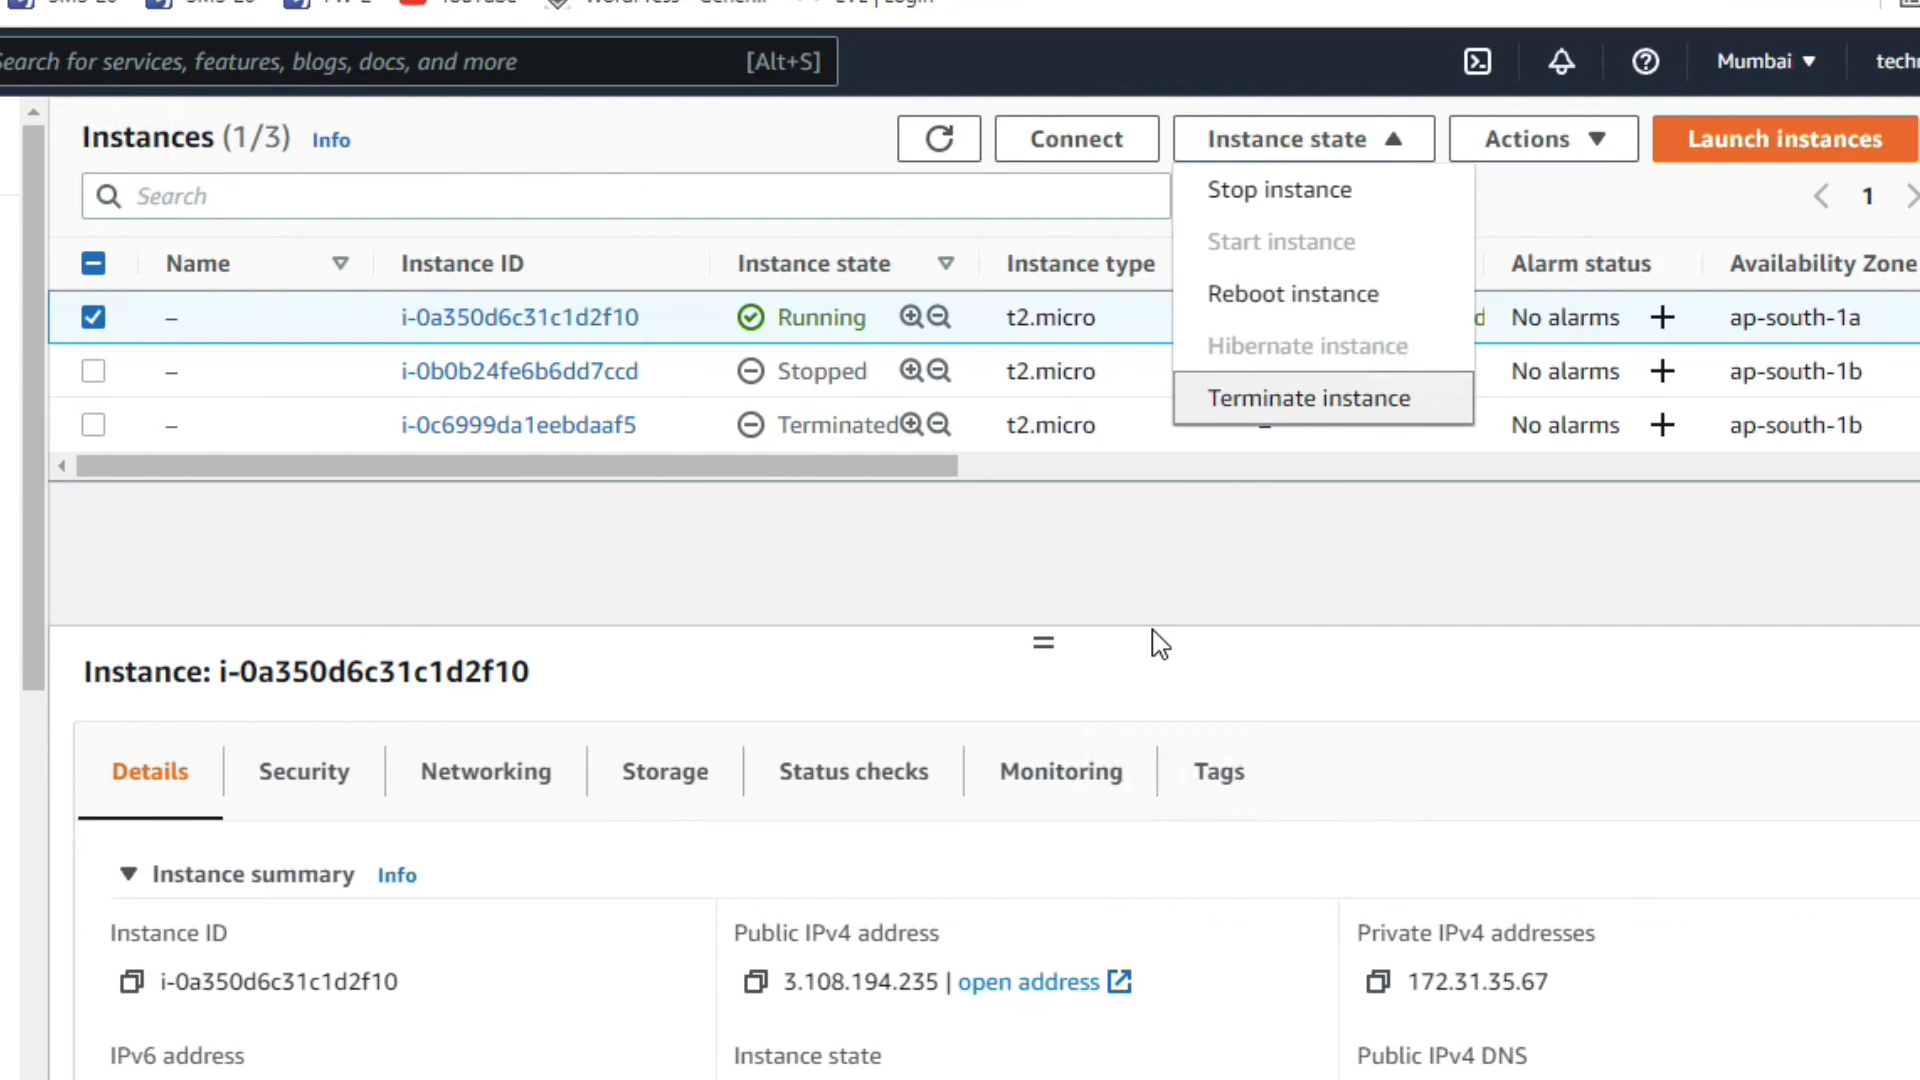 YouTube
Login
Search for services, features, blogs, docs, and more [Alt+S] Mumbai
Instances (1/3) Info Connect Instance state Actions Launch instances
Search 1
Stop instance
Start instance
Reboot instance
Hibernate instance
Terminate instance
Name Instance ID Instance state Instance type Alarm status Availability Zone
– i-0a350d6c31c1d2f10 Running t2.micro d No alarms + ap-south-1a
– i-0b0b24fe6b6dd7ccd Stopped t2.micro No alarms + ap-south-1b
– i-0c6999da1eebdaaf5 Terminated t2.micro – No alarms + ap-south-1b
Instance: i-0a350d6c31c1d2f10
Details Security Networking Storage Status checks Monitoring Tags
Instance summary Info
Instance ID Public IPv4 address Private IPv4 addresses
i-0a350d6c31c1d2f10 3.108.194.235 | open address 172.31.35.67
IPv6 address Instance state Public IPv4 DNS